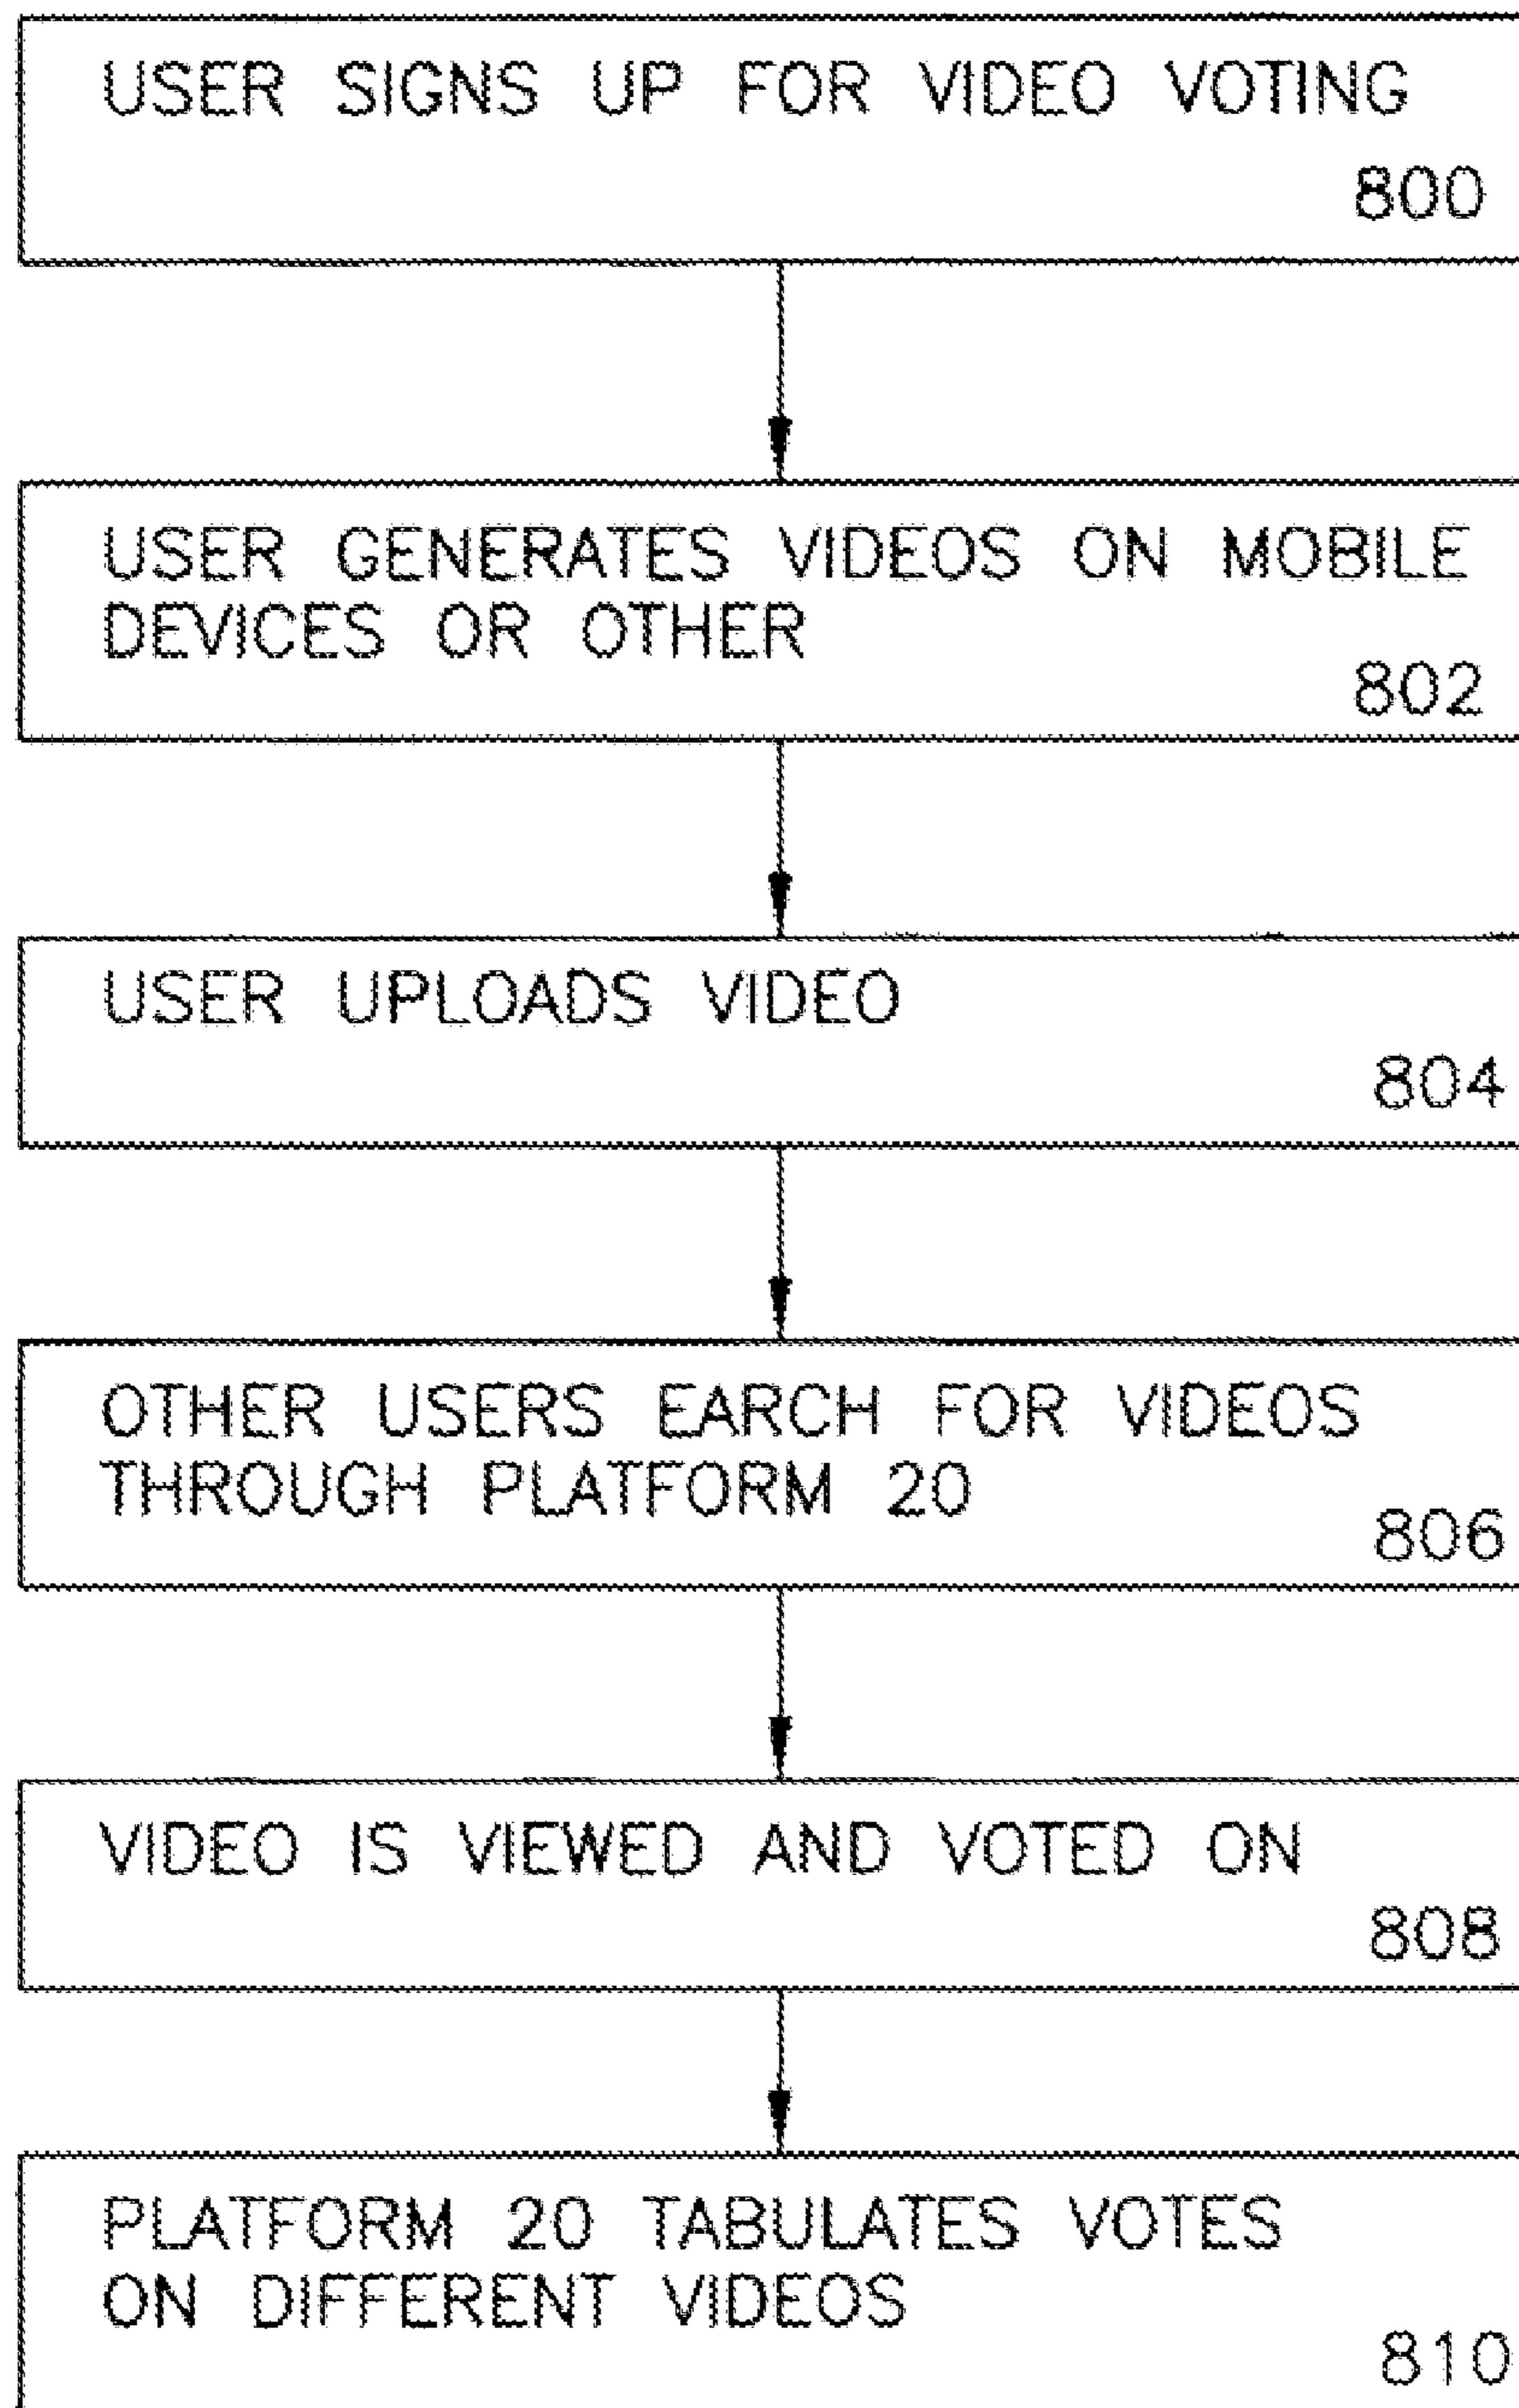 USER SIGNS UP FOR VIDEO VOTING
800
USER GENERATES VIDEOS ON MOBILE
DEVICES OR OTHER
802
USER UPLOADS VIDEO
804
OTHER USERS EARCH FOR VIDEOS
THROUGH PLATFORM 20
806
VIDEO IS VIEWED AND VOTED ON
808
PLATFORM 20 TABULATES VOTES
ON DIFFERENT VIDEOS
810